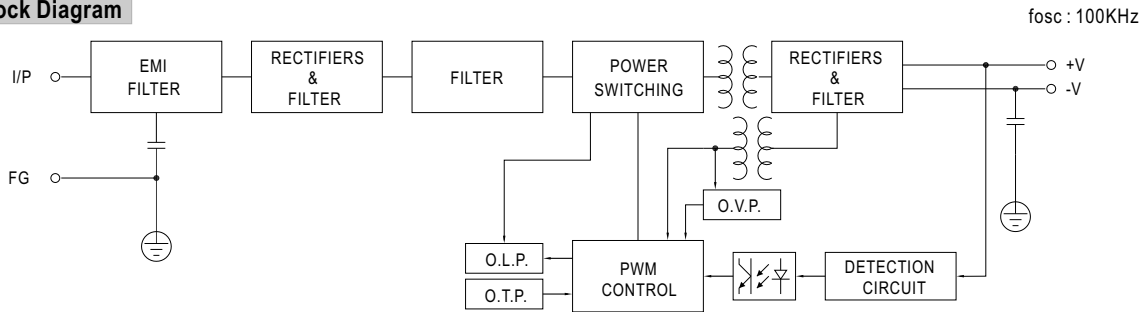 ock Diagram
fosc : 100KHz
I/P
EMI
FILTER
RECTIFIERS
&
FILTER
FILTER
POWER
SWITCHING
RECTIFIERS
&
FILTER
+V
-V
FG
O.V.P.
O.L.P.
O.T.P.
PWM
CONTROL
DETECTION
CIRCUIT